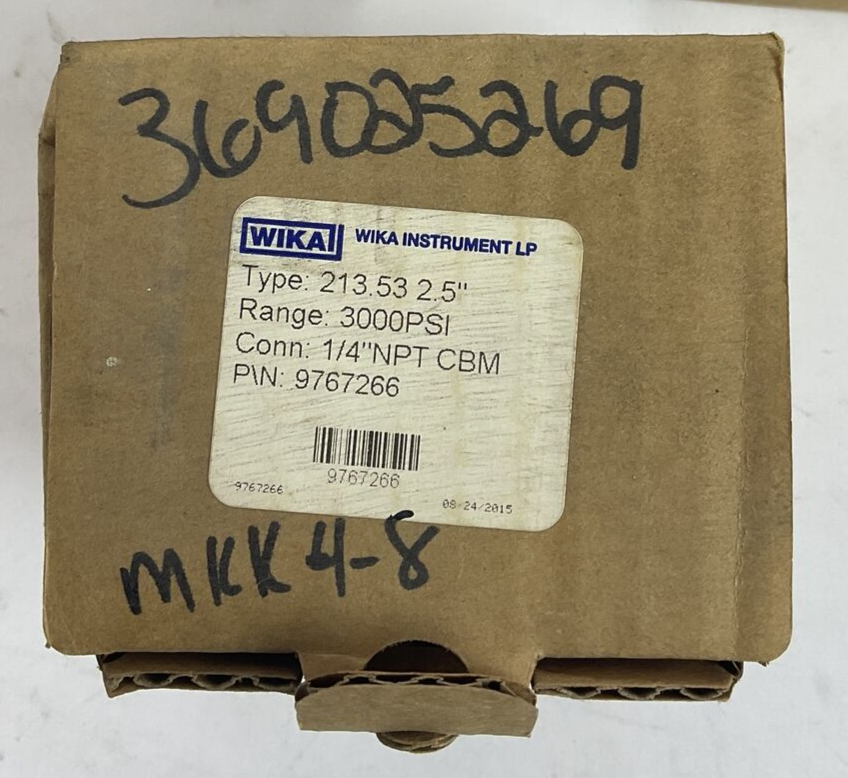 369025269
WIKA WIKA INSTRUMENT LP
Type: 213.53 2.5"
Range: 3000PSI
Conn: 1/4"NPT CBM
P\N: 9767266
9767266
9767266 08-24/2015
MKK4-8